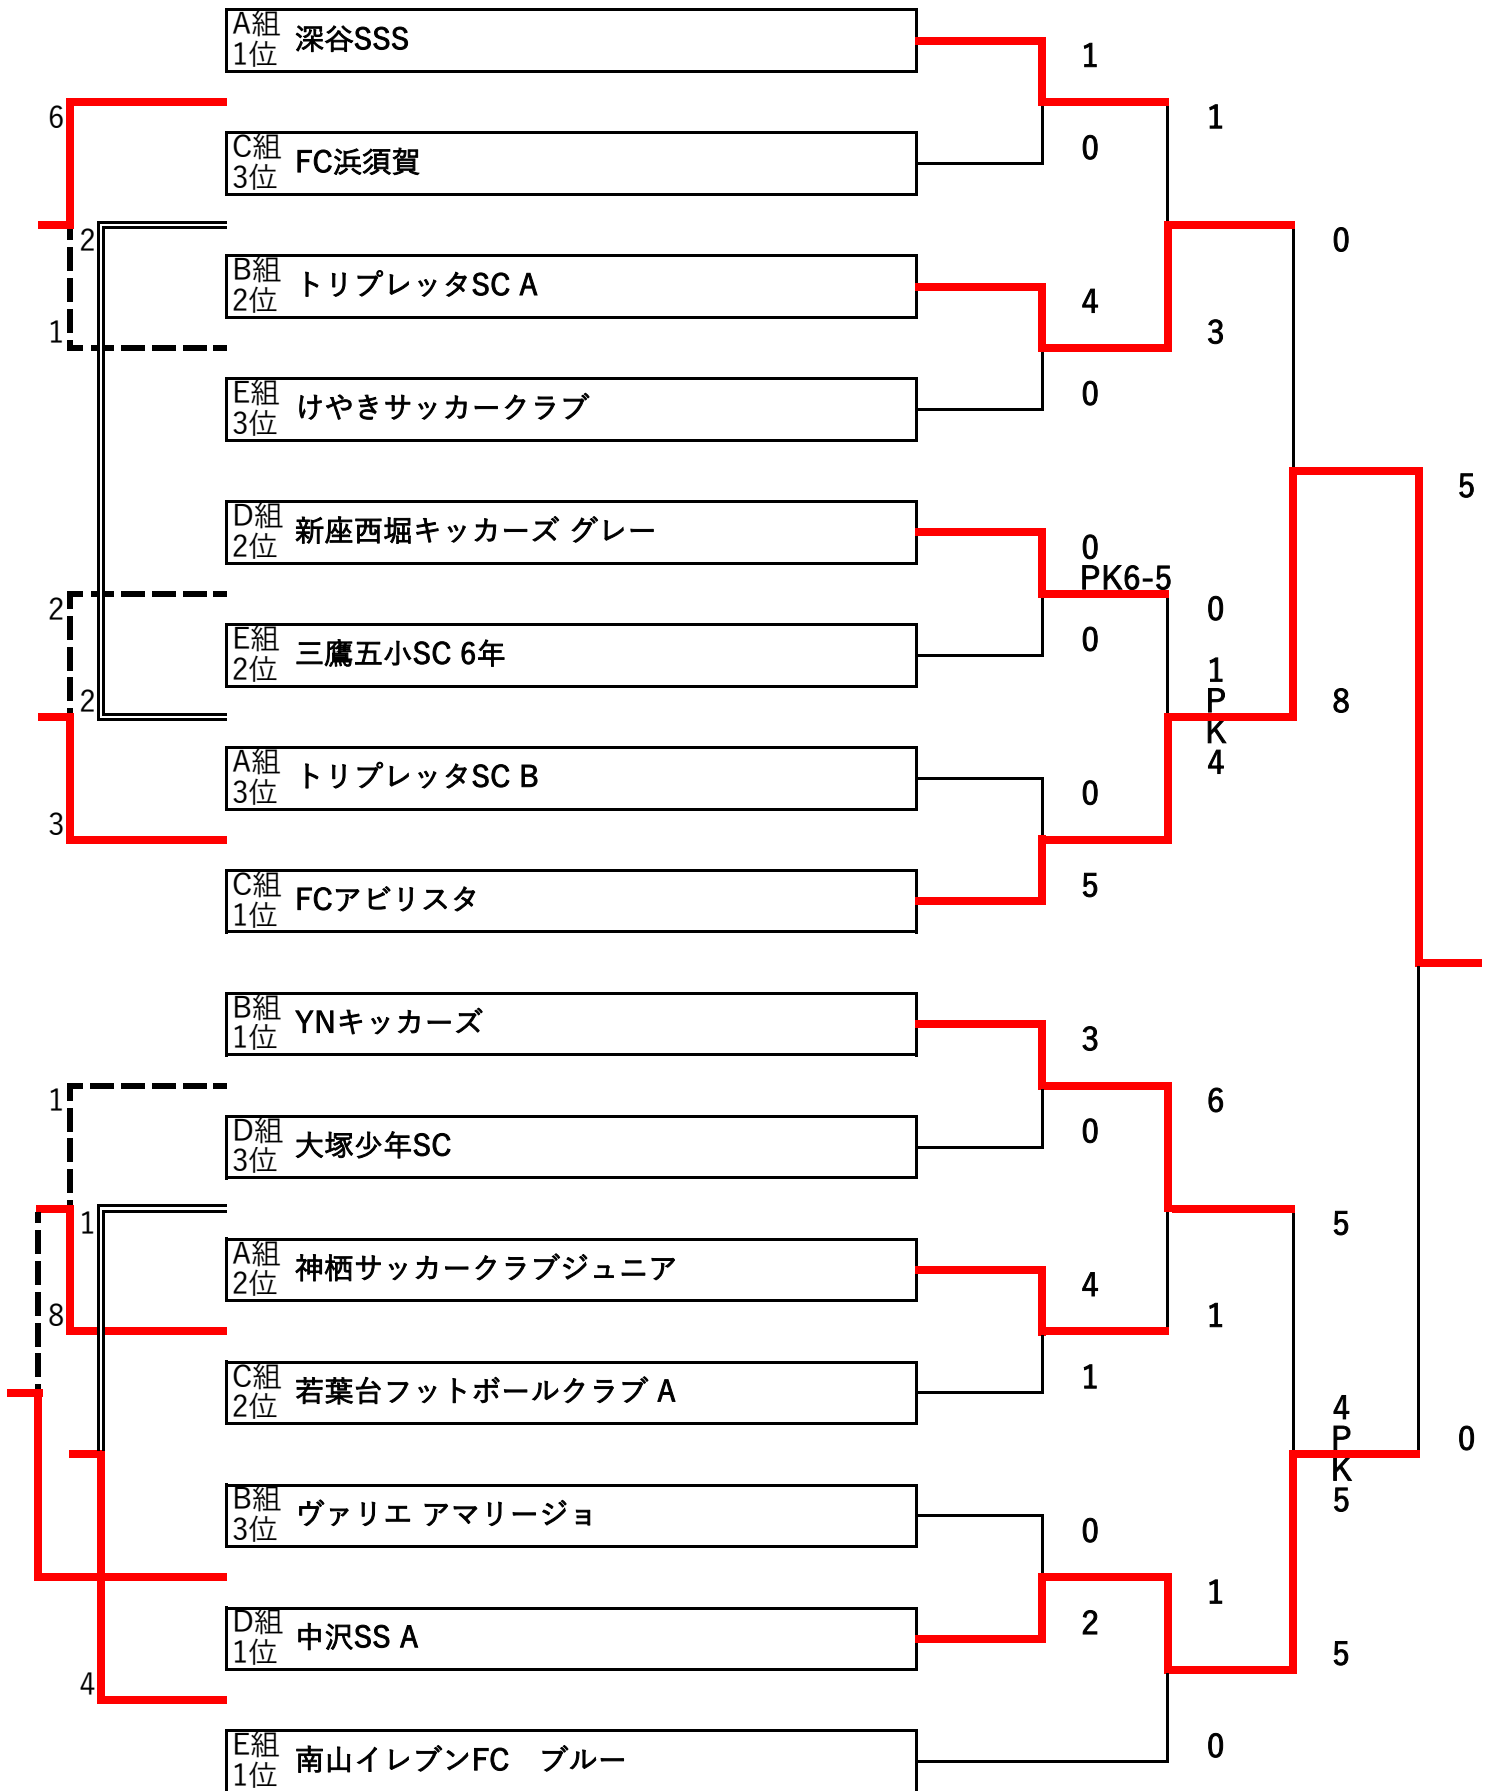 A組
1位
深谷SSS
1
6
1
C組
3位
FC浜須賀
0
2
0
B組
2位
トリプレッタSC A
4
1
3
E組
3位
けやきサッカークラブ
0
5
D組
2位
新座西堀キッカーズ グレー
0
PK6-5
2
0
E組
2位
三鷹五小SC 6年
0
1
P
K
4
2
8
A組
3位
トリプレッタSC B
0
3
C組
1位
FCアビリスタ
5
B組
1位
YNキッカーズ
3
1
6
D組
3位
大塚少年SC
0
1
5
A組
2位
神栖サッカークラブジュニア
4
8
1
C組
2位
若葉台フットボールクラブ A
1
4
P
K
5
0
B組
3位
ヴァリエ アマリージョ
0
1
D組
1位
中沢SS A
2
5
4
E組
1位
南山イレブンFC　ブルー
0